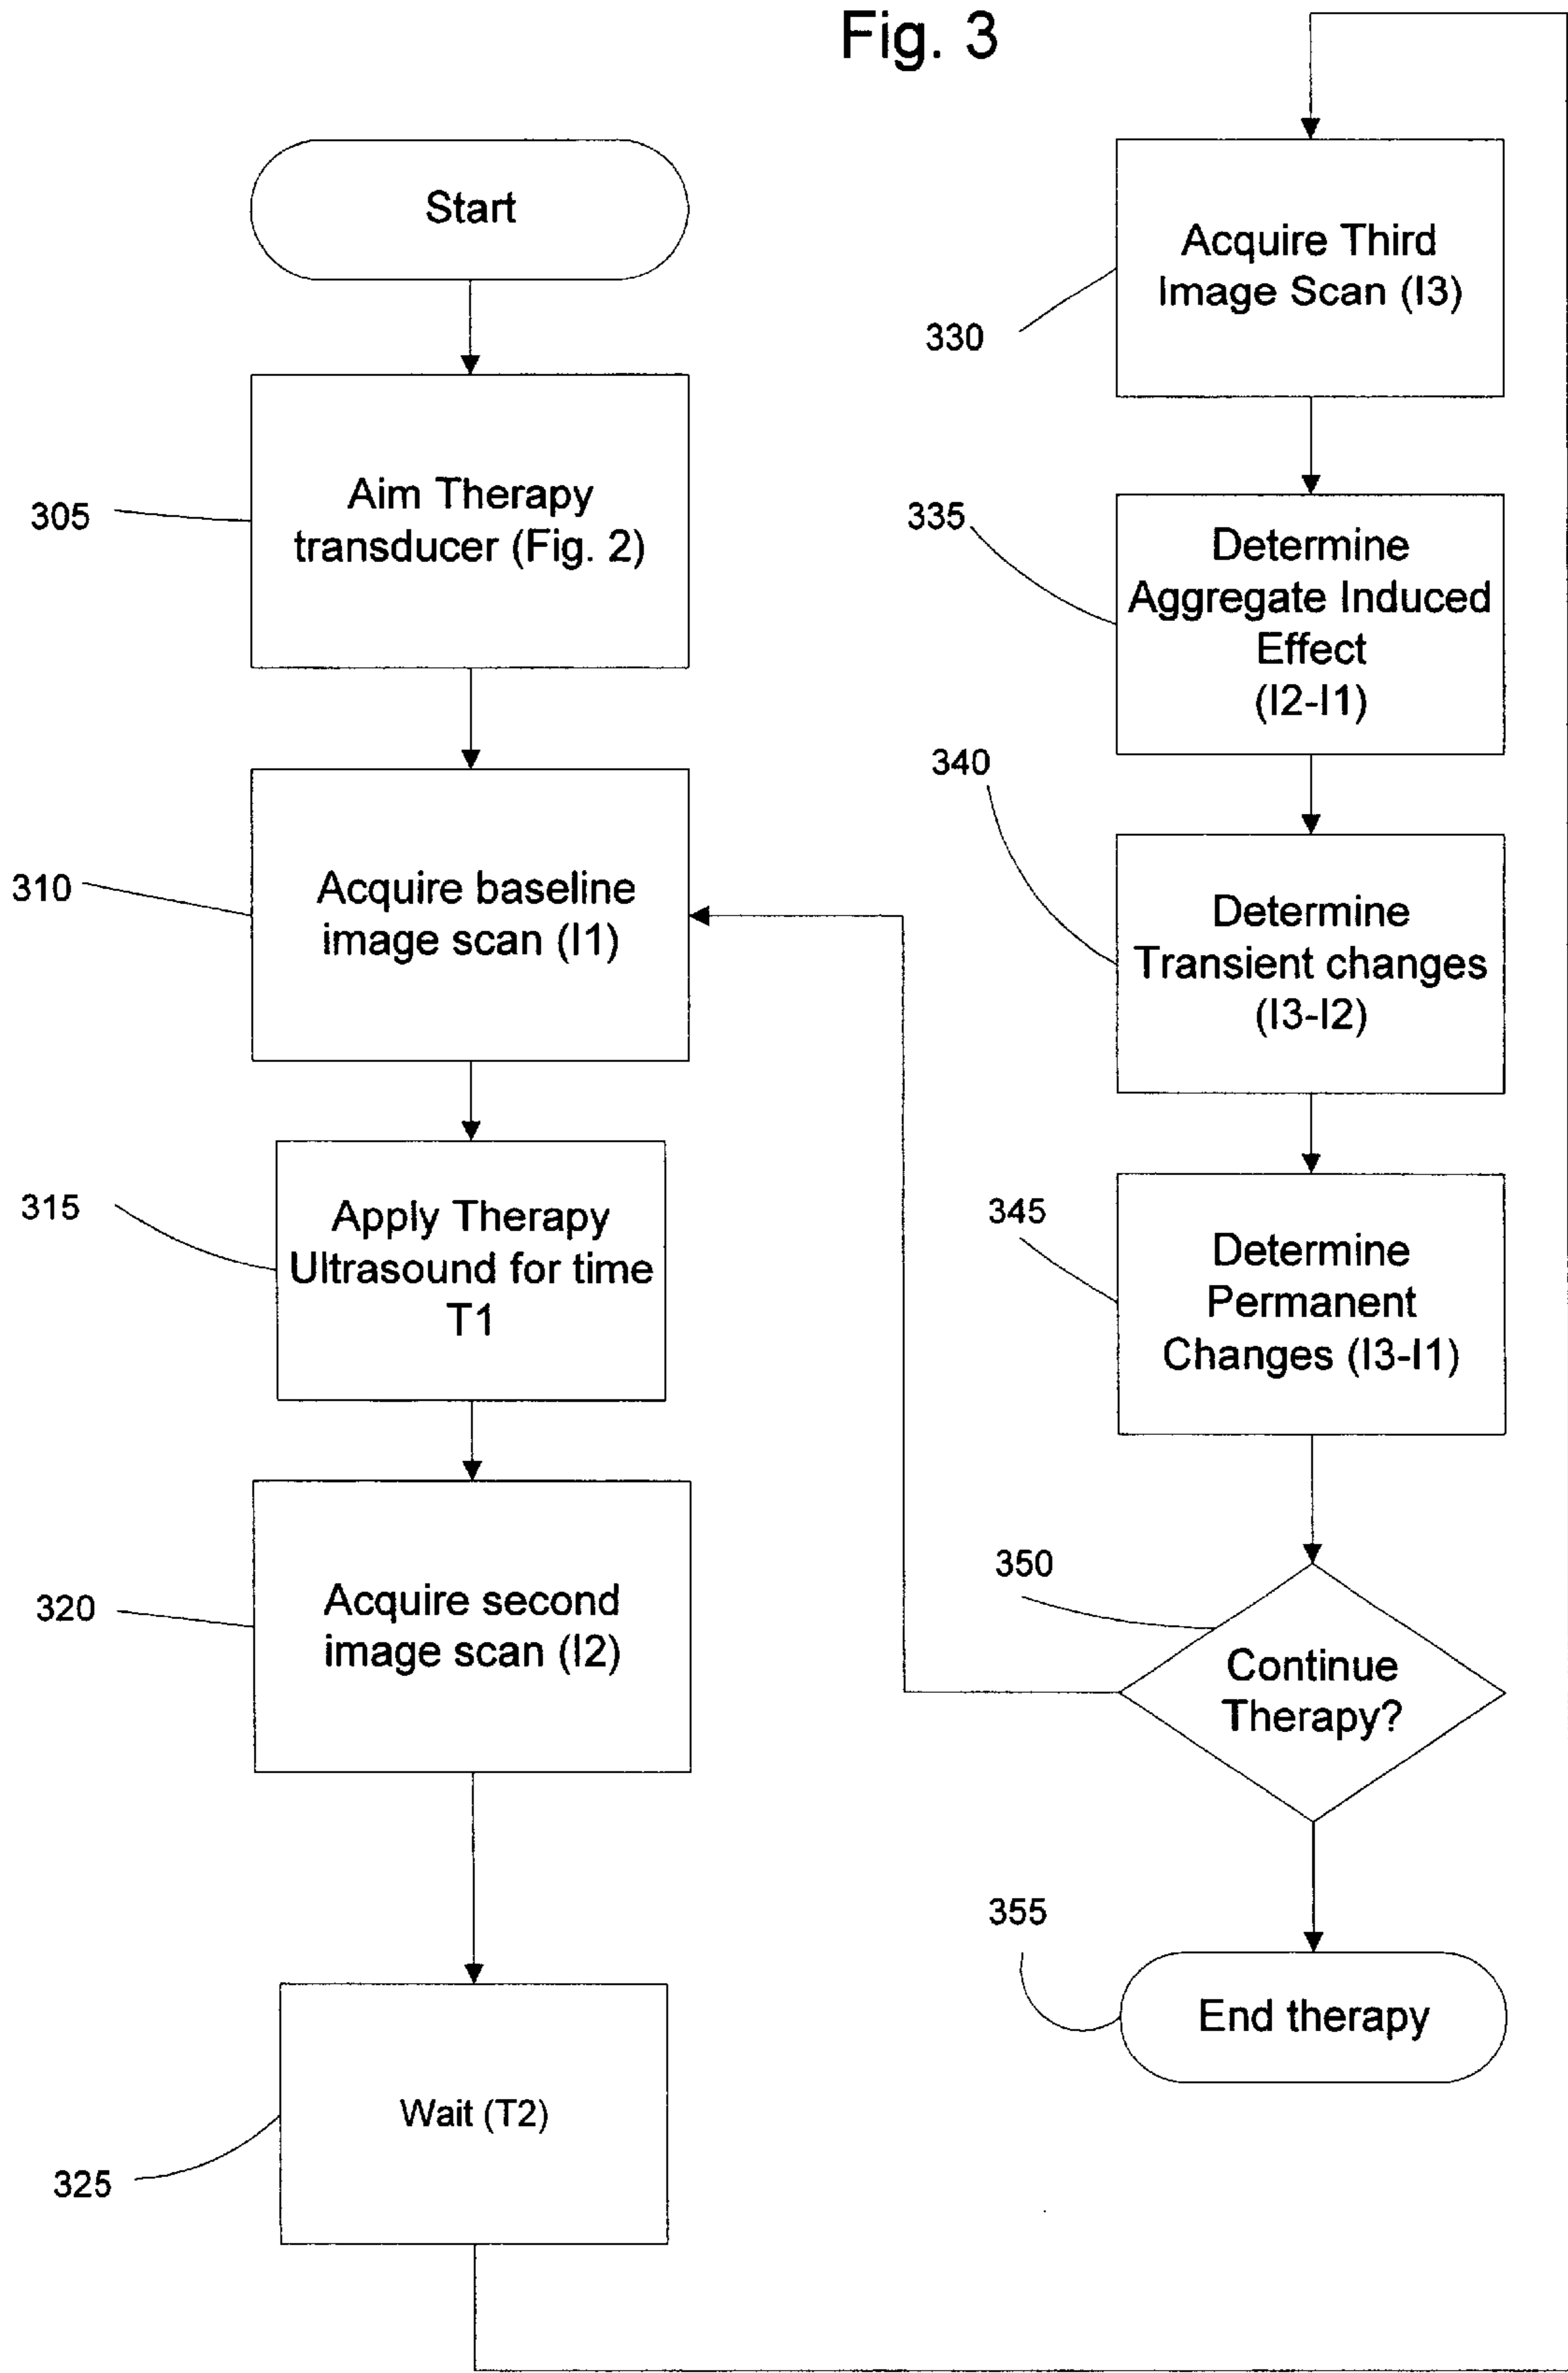 Fig. 3
Start
305
Aim Therapy
transducer (Fig. 2)
310
Acquire baseline
image scan (I1)
315
Apply Therapy
Ultrasound for time
T1
320
Acquire second
image scan (I2)
325
Wait (T2)
330
Acquire Third
Image Scan (I3)
335
Determine
Aggregate Induced
Effect
(I2-I1)
340
Determine
Transient changes
(I3-I2)
345
Determine
Permanent
Changes (I3-I1)
350
Continue
Therapy?
355
End therapy